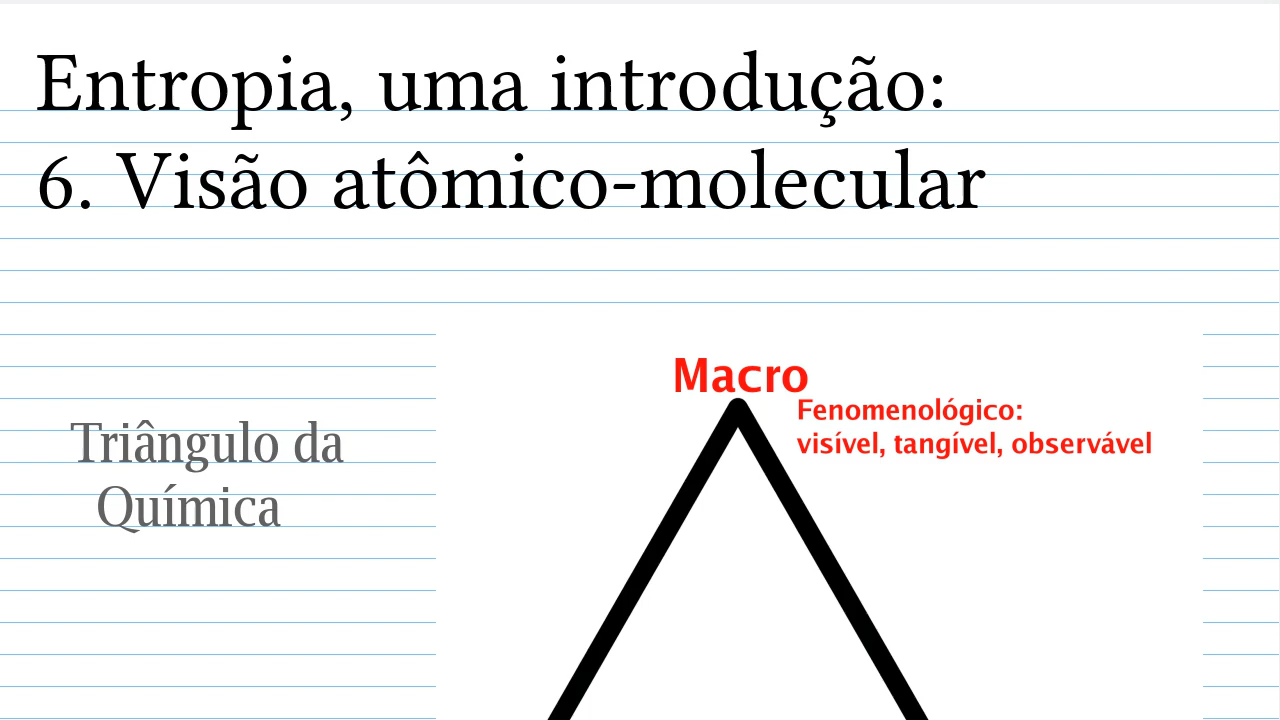 Entropia, uma introdução:
6. Visão atômico-molecular
Macro
Fenomenológico:
visível, tangível, observável
Triângulo da
Química